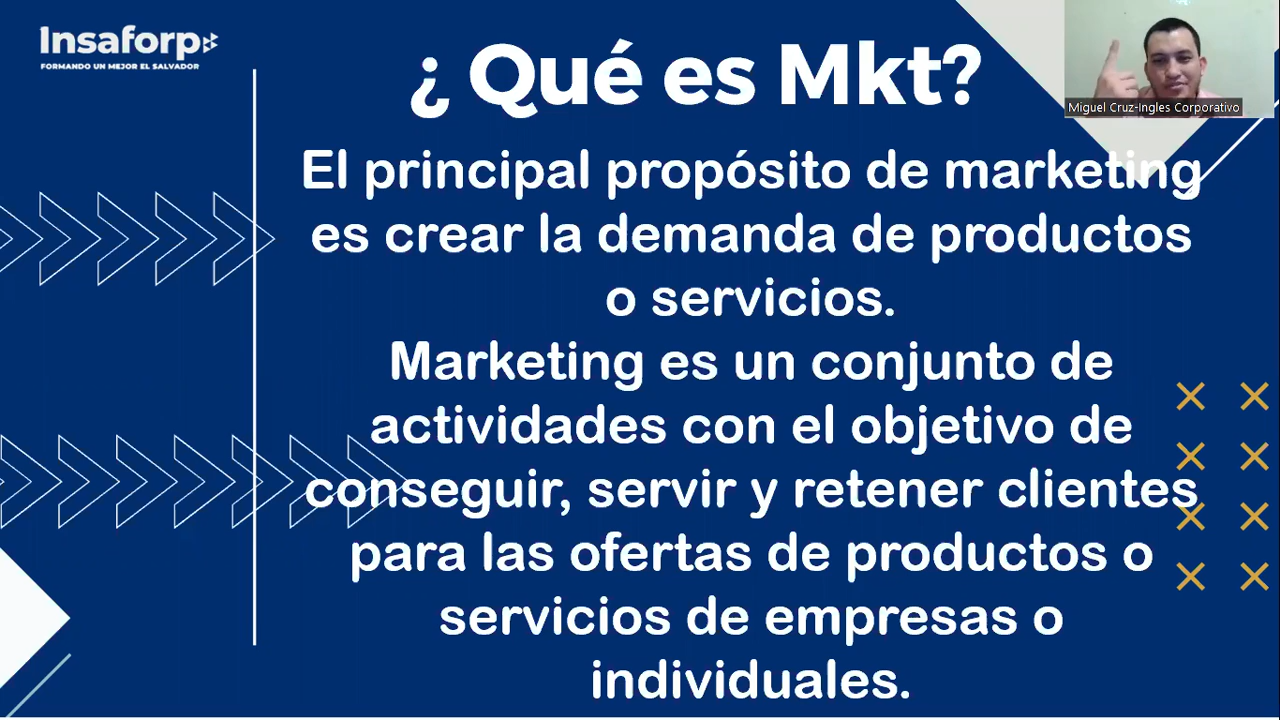 Insaforp
FORMANDO UN MEJOR EL SALVADOR
¿ Qué es Mkt?
Miguel Cruz-Ingles Corporativo
El principal propósito de marketing
es crear la demanda de productos
o servicios.
Marketing es un conjunto de
actividades con el objetivo de
conseguir, servir y retener clientes
para las ofertas de productos o
servicios de empresas o
individuales.